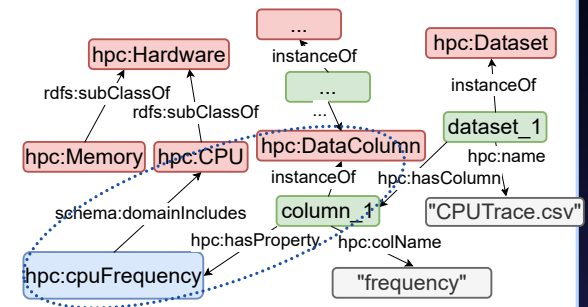 ...
hpc:Hardware
hpc:Dataset
instanceOf
instanceOf
rdfs:subClassOf
...
rdfs:subClassOf
...
dataset_1
hpc:Memory
hpc:CPU
hpc:DataColumn
hpc:name
instanceOf
hpc:hasColumn
schema:domainIncludes
column_1
"CPUTrace.csv"
hpc:hasProperty
hpc:colName
hpc:cpuFrequency
"frequency"